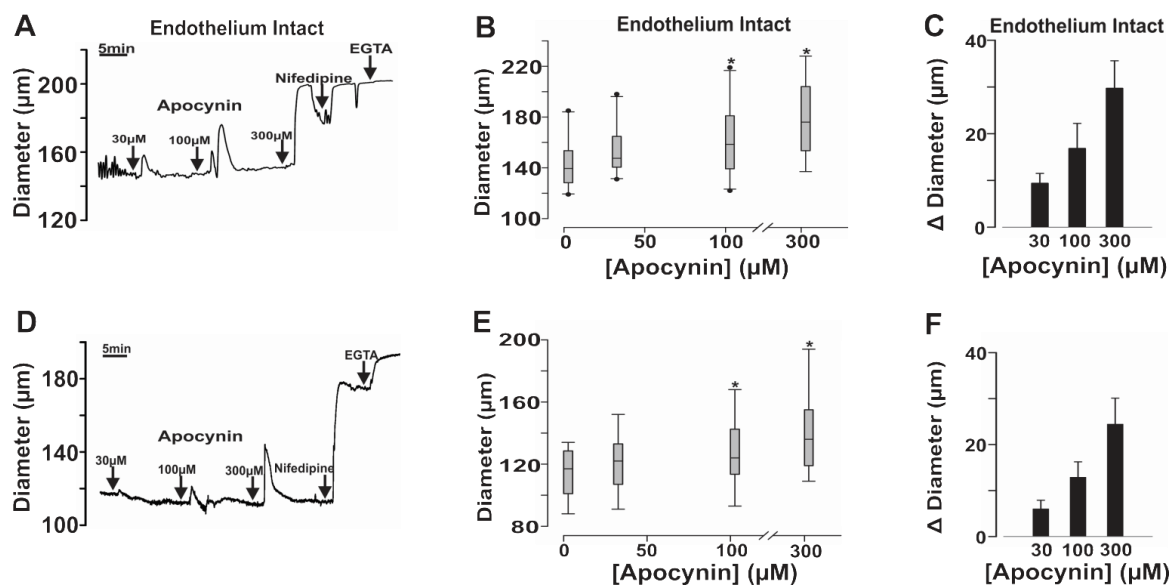 A
Endothelium Intact
5min
EGTA
Nifedipine
Apocynin
30µM
100µM
300µM
Diameter (µm)
200
160
120
B
Endothelium Intact
Diameter (µm)
220
180
140
100
*
*
0
50
100
300
[Apocynin] (µM)
C
Endothelium Intact
Δ Diameter (µm)
40
20
0
30 100 300
[Apocynin] (µM)
D
5min
EGTA
Apocynin
30µM
100µM
300µM
Nifedipine
Diameter (µm)
180
140
100
E
Diameter (µm)
200
160
120
80
*
*
0
50
100
300
[Apocynin] (µM)
F
Δ Diameter (µm)
40
20
0
30 100 300
[Apocynin] (µM)